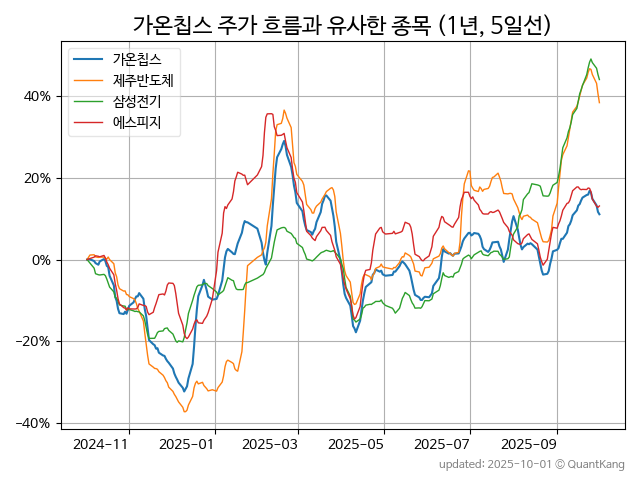 가온칩스 주가 흐름과 유사한 종목 (1년, 5일선)
가온칩스
제주반도체
삼성전기
에스피지
40%
20%
0%
−20%
−40%
2024-11 2025-01 2025-03 2025-05 2025-07 2025-09
updated: 2025-10-01 © QuantKang